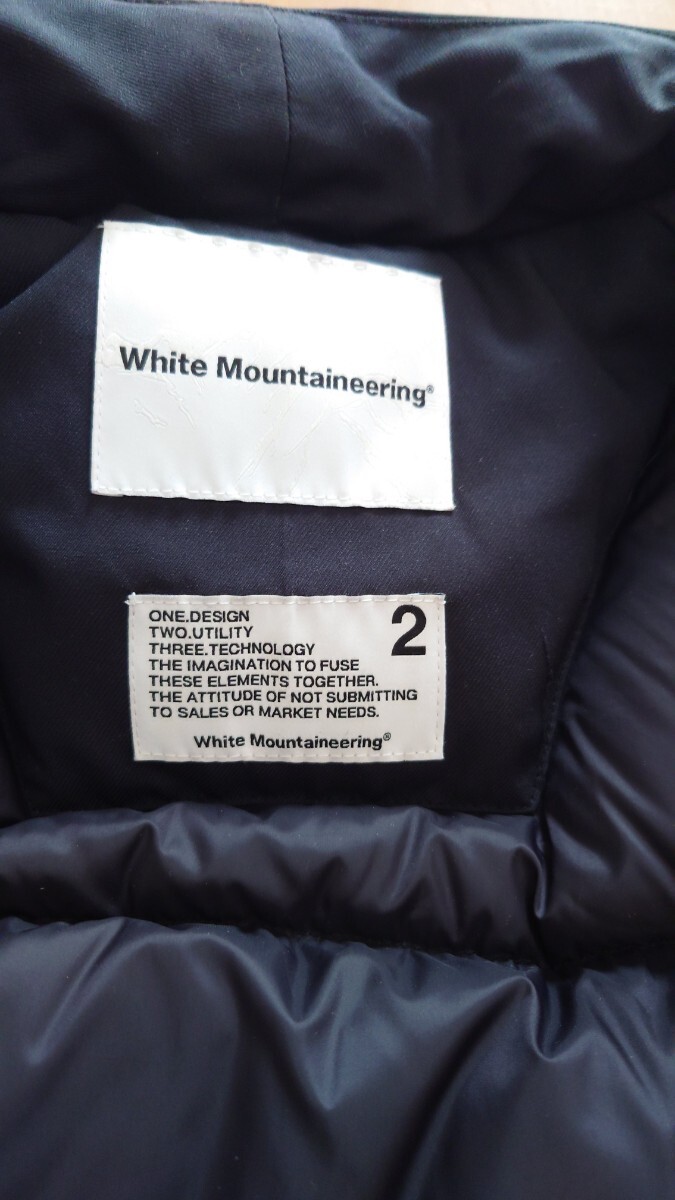 White Mountaineering®
2
ONE.DESIGN
TWO.UTILITY
THREE.TECHNOLOGY
THE IMAGINATION TO FUSE
THESE ELEMENTS TOGETHER.
THE ATTITUDE OF NOT SUBMITTING
TO SALES OR MARKET NEEDS.
White Mountaineering®